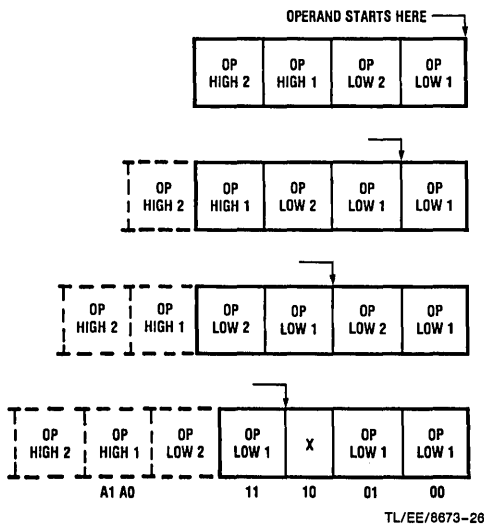 OPERAND STARTS HERE
OP HIGH 2 OP HIGH 1 OP LOW 2 OP LOW 1
OP HIGH 2 OP HIGH 1 OP LOW 2 OP LOW 1 OP LOW 1
OP HIGH 2 OP HIGH 1 OP LOW 2 OP LOW 1 OP LOW 2 OP LOW 1
OP HIGH 2 OP HIGH 1 OP LOW 2 OP LOW 1 X OP LOW 1 OP LOW 1
A1 A0 11 10 01 00
TL/EE/8673–26